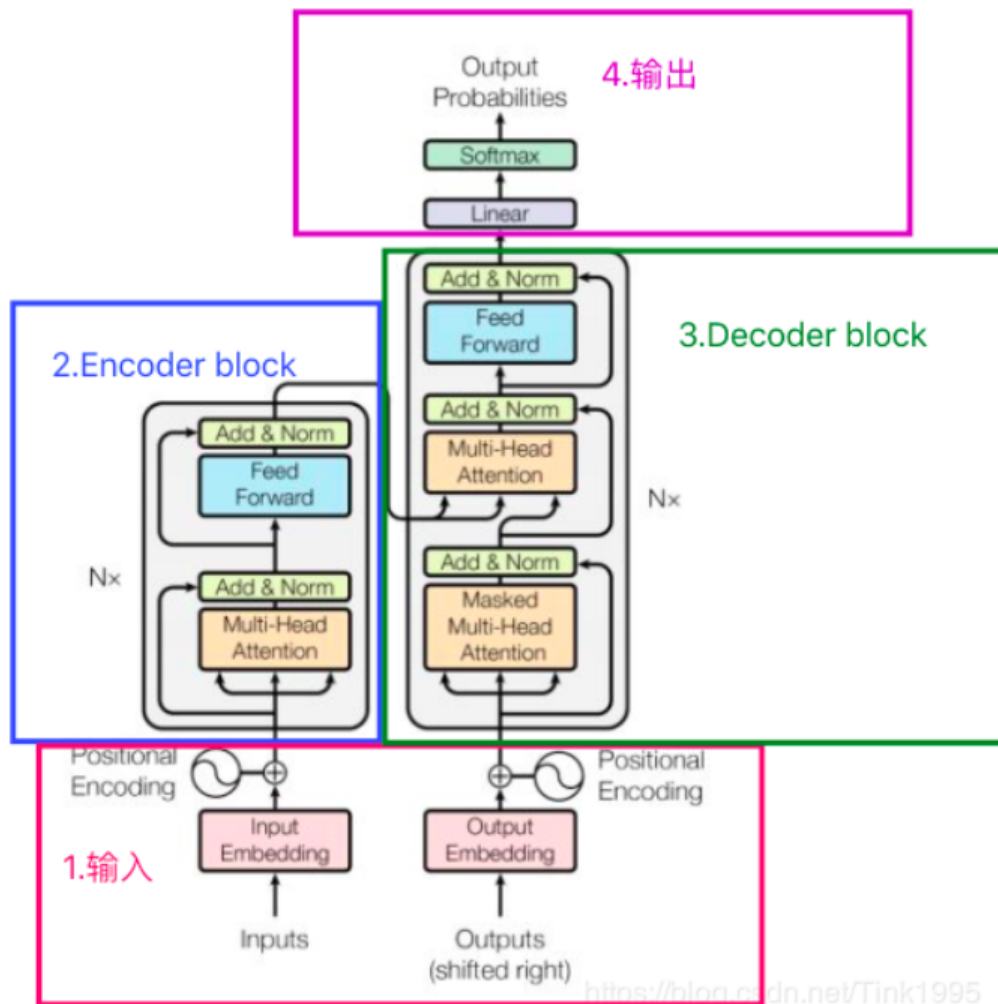 Output
Probabilities
4.输出
Softmax
Linear
2.Encoder block
Add & Norm
Feed
Forward
Nx
Add & Norm
Multi-Head
Attention
3.Decoder block
Add & Norm
Feed
Forward
Add & Norm
Multi-Head
Attention
Nx
Add & Norm
Masked
Multi-Head
Attention
1.输入
Positional
Encoding
Input
Embedding
Inputs
Positional
Encoding
Output
Embedding
Outputs
(shifted right)
https://blog.csdn.net/Tink1995